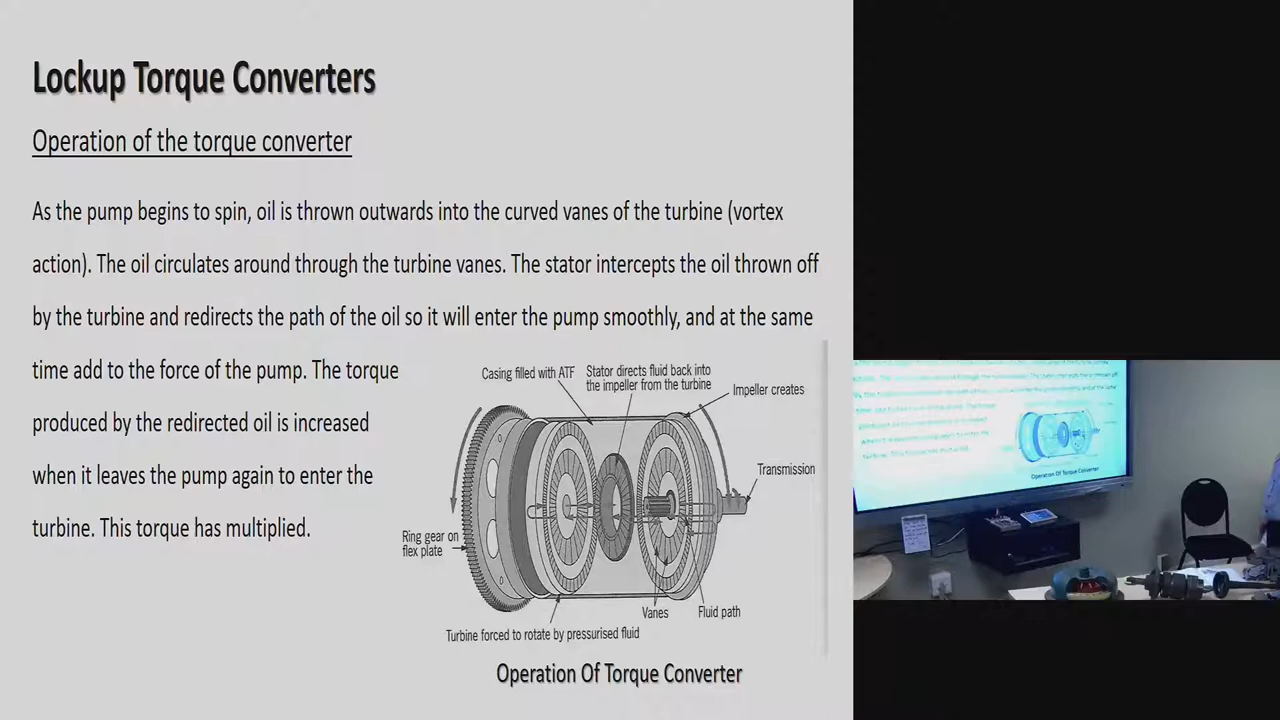 Lockup Torque Converters
Operation of the torque converter
As the pump begins to spin, oil is thrown outwards into the curved vanes of the turbine (vortex
action). The oil circulates around through the turbine vanes. The stator intercepts the oil thrown off
by the turbine and redirects the path of the oil so it will enter the pump smoothly, and at the same
time add to the force of the pump. The torque
produced by the redirected oil is increased
when it leaves the pump again to enter the
turbine. This torque has multiplied.
Casing filled with ATF
Stator directs fluid back into
the impeller from the turbine
Impeller creates
Transmission
Ring gear on
flex plate
Vanes
Fluid path
Turbine forced to rotate by pressurised fluid
Operation Of Torque Converter
Operation Of Torque Converter